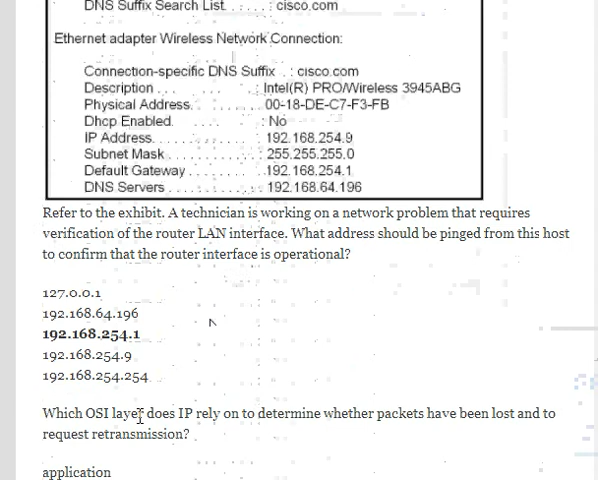 DNS Suffix Search List. . . . . . : cisco.com
Ethernet adapter Wireless Network Connection:
Connection-specific DNS Suffix . : cisco.com
Description . . . . . . . . . . . : Intel(R) PRO/Wireless 3945ABG
Physical Address. . . . . . . . . : 00-18-DE-C7-F3-FB
Dhcp Enabled. . . . . . . . . . . : No
IP Address. . . . . . . . . . . . : 192.168.254.9
Subnet Mask . . . . . . . . . . . : 255.255.255.0
Default Gateway . . . . . . . . . : 192.168.254.1
DNS Servers . . . . . . . . . . . : 192.168.64.196
Refer to the exhibit. A technician is working on a network problem that requires
verification of the router LAN interface. What address should be pinged from this host
to confirm that the router interface is operational?
127.0.0.1
192.168.64.196
192.168.254.1
192.168.254.9
192.168.254.254
Which OSI layer does IP rely on to determine whether packets have been lost and to
request retransmission?
application